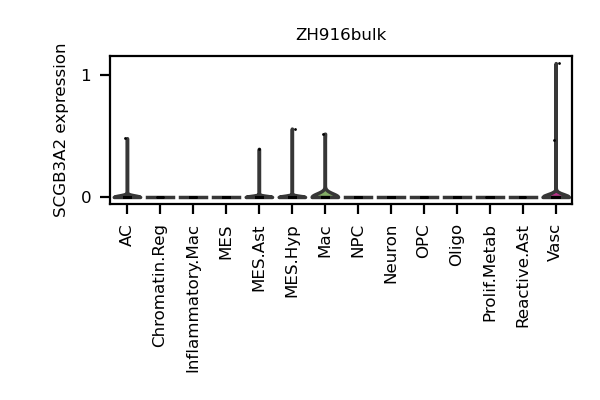 ZH916bulk
SCGB3A2 expression
1
0
AC
Chromatin.Reg
Inflammatory.Mac
MES
MES.Ast
MES.Hyp
Mac
NPC
Neuron
OPC
Oligo
Prolif.Metab
Reactive.Ast
Vasc